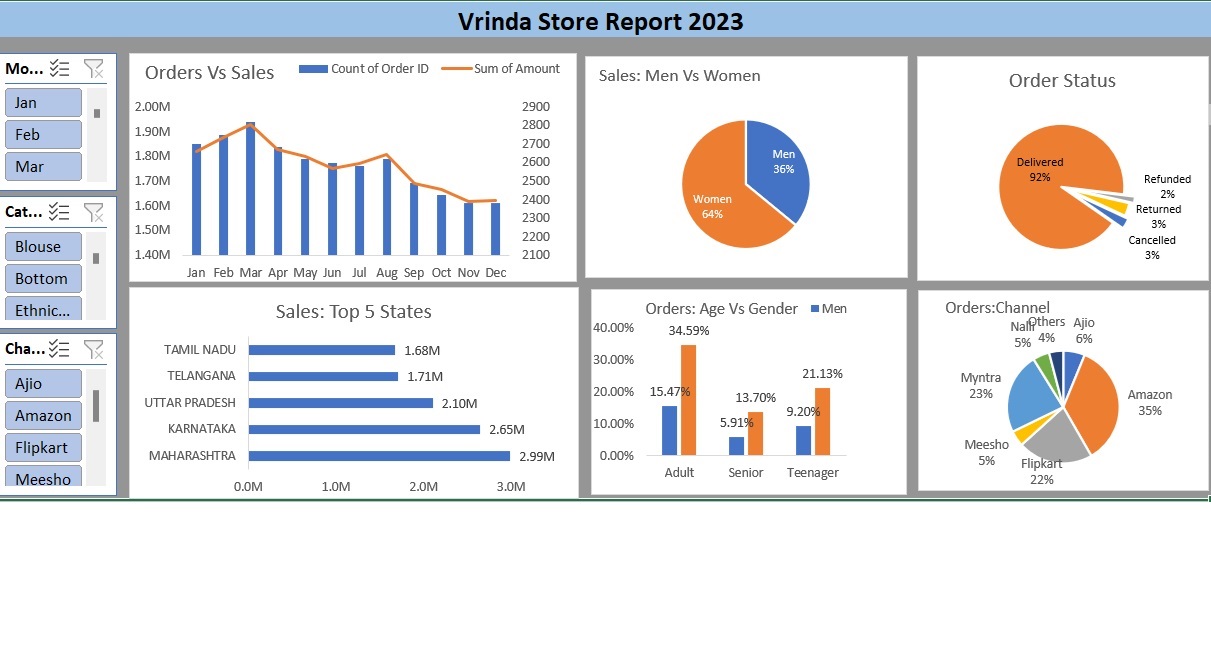 Vrinda Store Report 2023
Mo...
Jan
Feb
Mar
Cat...
Blouse
Bottom
Ethnic...
Cha...
Ajio
Amazon
Flipkart
Meesho
Orders Vs Sales
Count of Order ID
Sum of Amount
2.00M
1.90M
1.80M
1.70M
1.60M
1.50M
1.40M
2900
2800
2700
2600
2500
2400
2300
2200
2100
Jan Feb Mar Apr May Jun Jul Aug Sep Oct Nov Dec
Sales: Men Vs Women
Men
36%
Women
64%
Order Status
Delivered
92%
Refunded
2%
Returned
3%
Cancelled
3%
Sales: Top 5 States
TAMIL NADU 1.68M
TELANGANA 1.71M
UTTAR PRADESH 2.10M
KARNATAKA 2.65M
MAHARASHTRA 2.99M
0.0M 1.0M 2.0M 3.0M
Orders: Age Vs Gender
Men
40.00%
30.00%
20.00%
10.00%
0.00%
15.47%
34.59%
5.91%
13.70%
9.20%
21.13%
Adult Senior Teenager
Orders:Channel
Nalli
5%
Others
4%
Ajio
6%
Myntra
23%
Amazon
35%
Meesho
5%
Flipkart
22%